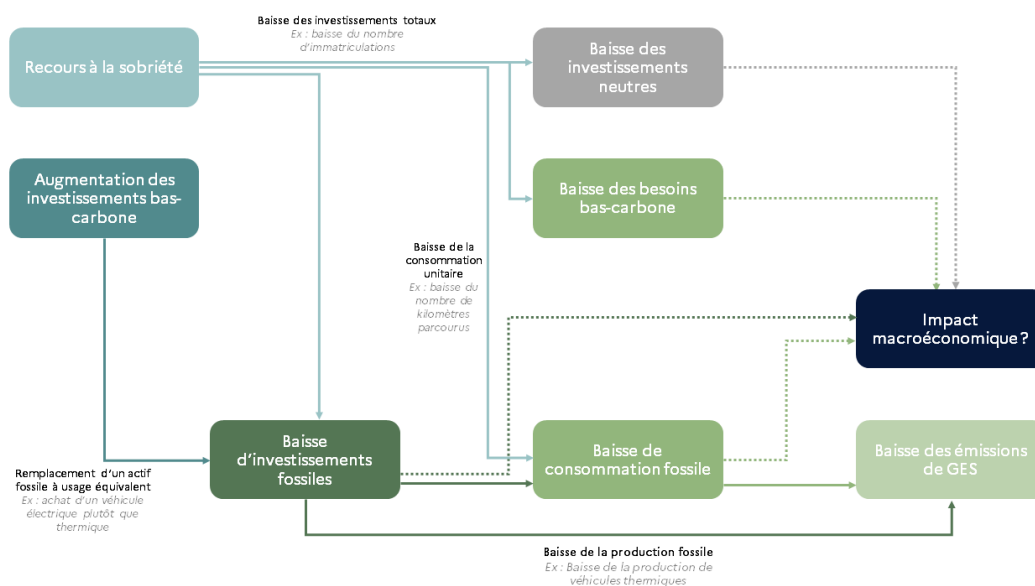 Baisse des investissements totaux
Ex : baisse du nombre
d'immatriculations
Recours à la sobriété
Baisse des
investissements
neutres
Augmentation des
investissements bas-
carbone
Baisse des besoins
bas-carbone
Baisse de la
consommation
unitaire
Ex : baisse du
nombre de
kilomètres
parcourus
Impact
macroéconomique ?
Baisse
d'investissements
fossiles
Baisse de
consommation fossile
Baisse des émissions
de GES
Remplacement d'un actif
fossile à usage équivalent
Ex : achat d'un véhicule
électrique plutôt que
thermique
Baisse de la production fossile
Ex : Baisse de la production de
véhicules thermiques